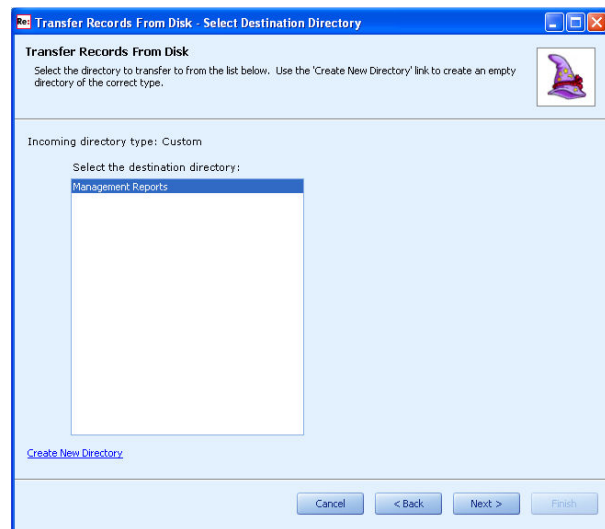 Re: Transfer Records From Disk - Select Destination Directory
Transfer Records From Disk
Select the directory to transfer to from the list below. Use the 'Create New Directory' link to create an empty
directory of the correct type.
Incoming directory type: Custom
Select the destination directory:
Management Reports
Create New Directory
Cancel
< Back
Next >
Finish